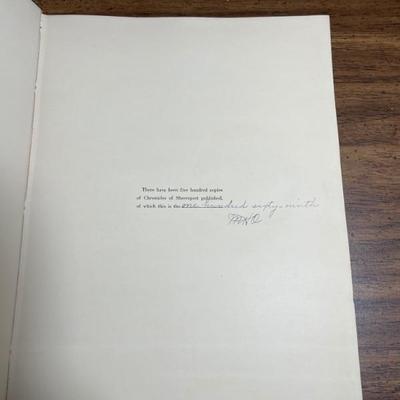 There have been five hundred copies
of Chronicles of Shreveport published,
of which this is the one hundred sixty-ninth
MKO